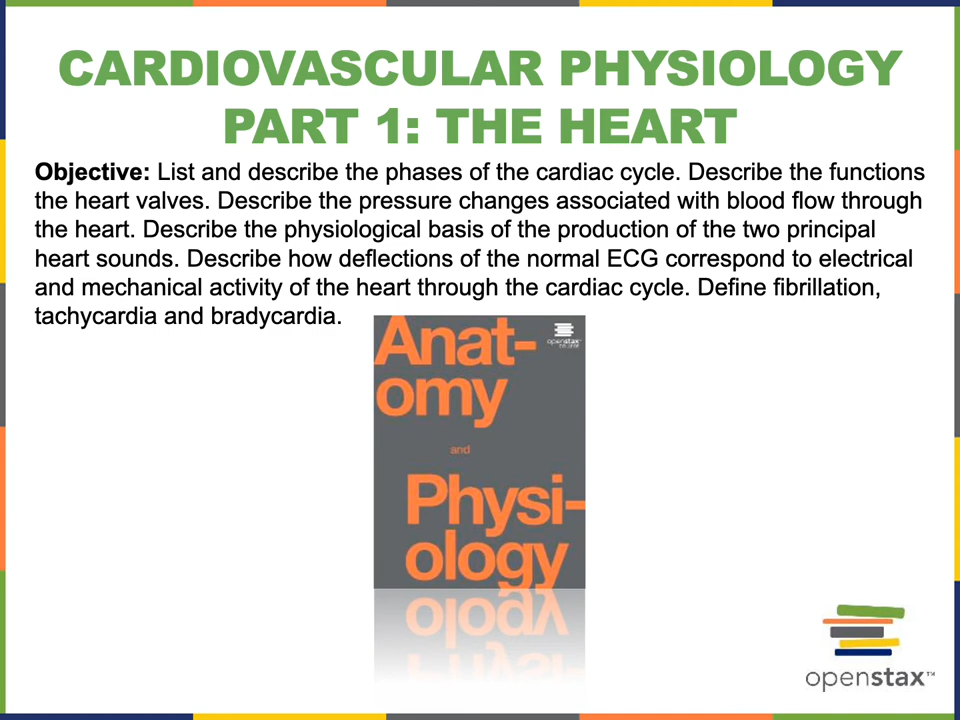 CARDIOVASCULAR PHYSIOLOGY
PART 1: THE HEART
Objective: List and describe the phases of the cardiac cycle. Describe the functions
the heart valves. Describe the pressure changes associated with blood flow through
the heart. Describe the physiological basis of the production of the two principal
heart sounds. Describe how deflections of the normal ECG correspond to electrical
and mechanical activity of the heart through the cardiac cycle. Define fibrillation,
tachycardia and bradycardia.
Anat-
openstax
omy
and
Physi-
ology
openstax™